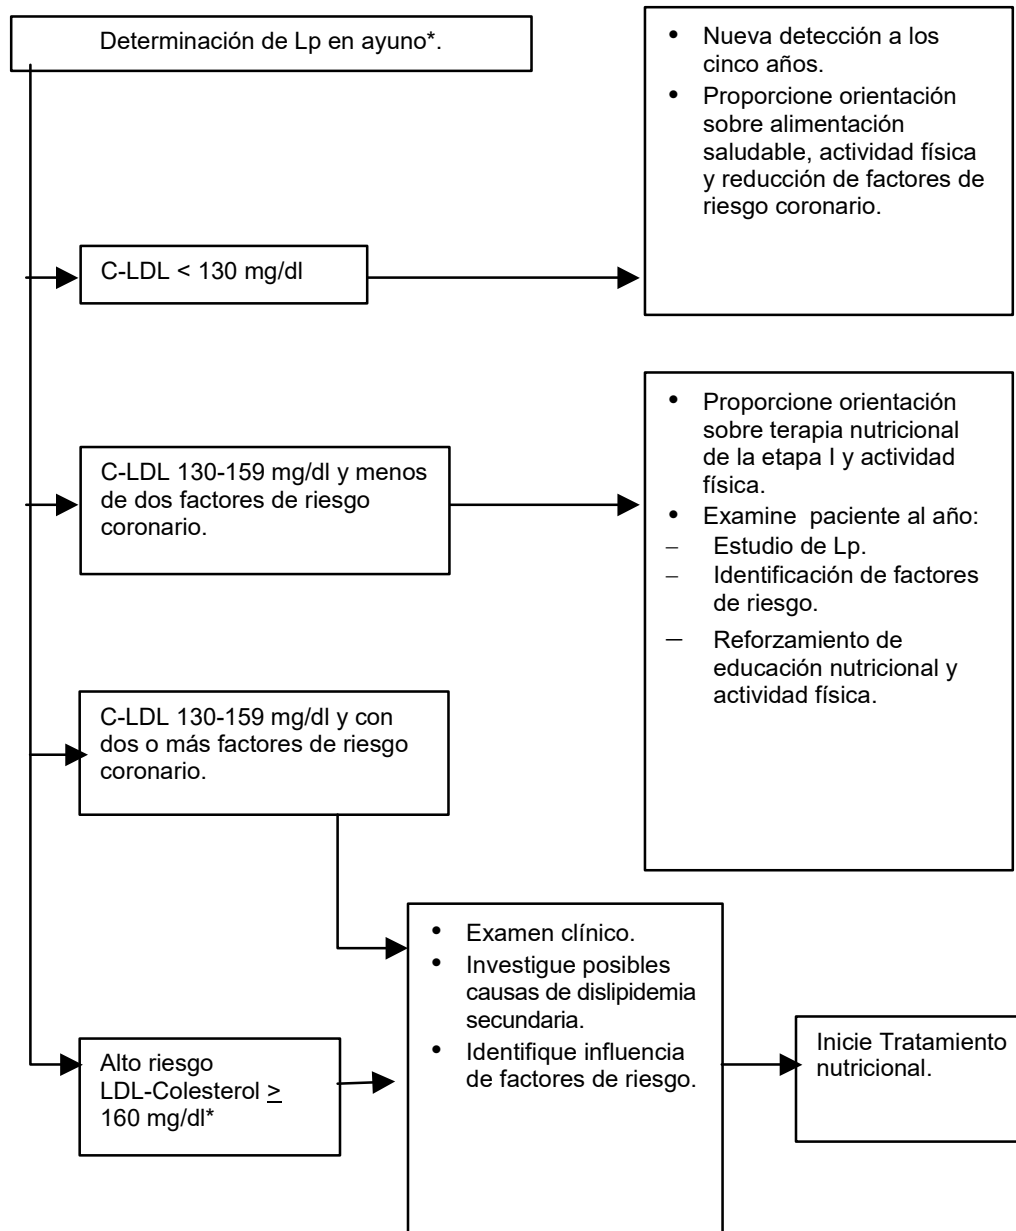 Determinación de Lp en ayuno*.
• Nueva detección a los
cinco años.
• Proporcione orientación
sobre alimentación
saludable, actividad física
y reducción de factores de
riesgo coronario.
C-LDL < 130 mg/dl
• Proporcione orientación
sobre terapia nutricional
de la etapa I y actividad
física.
• Examine paciente al año:
– Estudio de Lp.
– Identificación de factores
de riesgo.
– Reforzamiento de
educación nutricional y
actividad física.
C-LDL 130-159 mg/dl y menos
de dos factores de riesgo
coronario.
C-LDL 130-159 mg/dl y con
dos o más factores de riesgo
coronario.
• Examen clínico.
• Investigue posibles
causas de dislipidemia
secundaria.
• Identifique influencia
de factores de riesgo.
Alto riesgo
LDL-Colesterol ≥
160 mg/dl*
Inicie Tratamiento
nutricional.